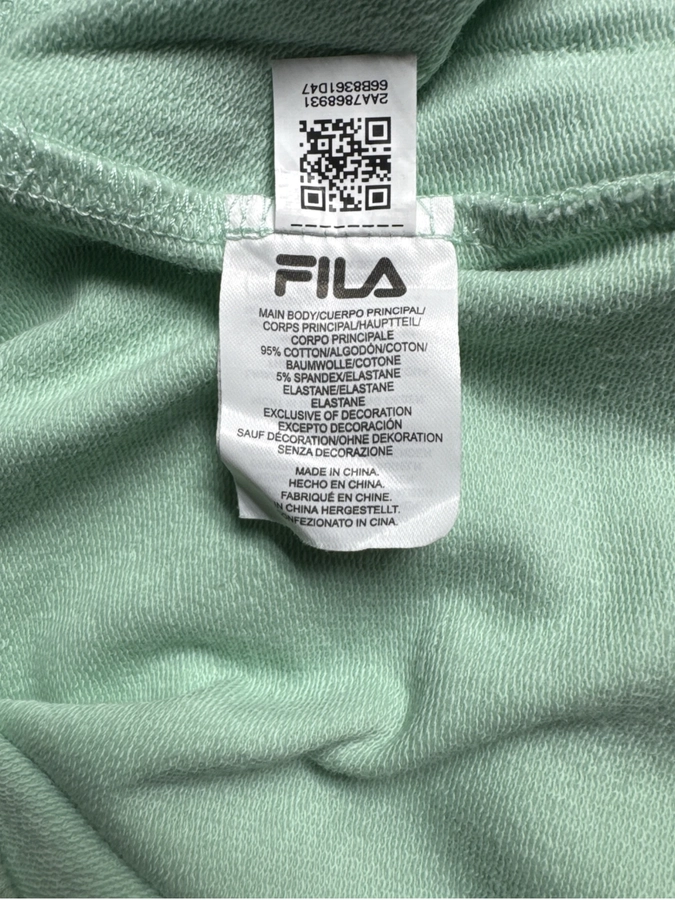 2AA7868931
66B8361D47
FILA
MAIN BODY/CUERPO PRINCIPAL/
CORPS PRINCIPAL/HAUPTTEIL/
CORPO PRINCIPALE
95% COTTON/ALGODÓN/COTON/
BAUMWOLLE/COTONE
5% SPANDEX/ELASTANE
ELASTANE/ELASTANE
ELASTANE
EXCLUSIVE OF DECORATION
EXCEPTO DECORACIÓN
SAUF DÉCORATION/OHNE DEKORATION
SENZA DECORAZIONE
MADE IN CHINA.
HECHO EN CHINA.
FABRIQUÉ EN CHINE.
IN CHINA HERGESTELLT.
NFEZIONATO IN CINA.